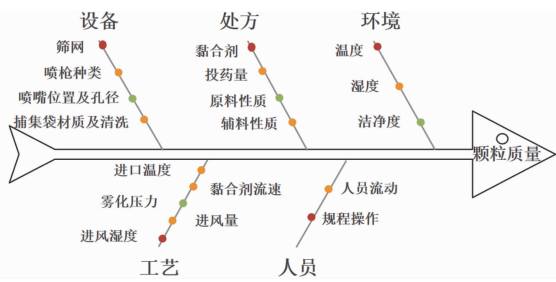 设备
处方
环境
筛网
喷枪种类
喷嘴位置及孔径
捕集袋材质及清洗
黏合剂
投药量
原料性质
辅料性质
温度
湿度
洁净度
颗粒质量
进口温度
黏合剂流速
雾化压力
进风量
进风湿度
人员流动
规程操作
工艺
人员